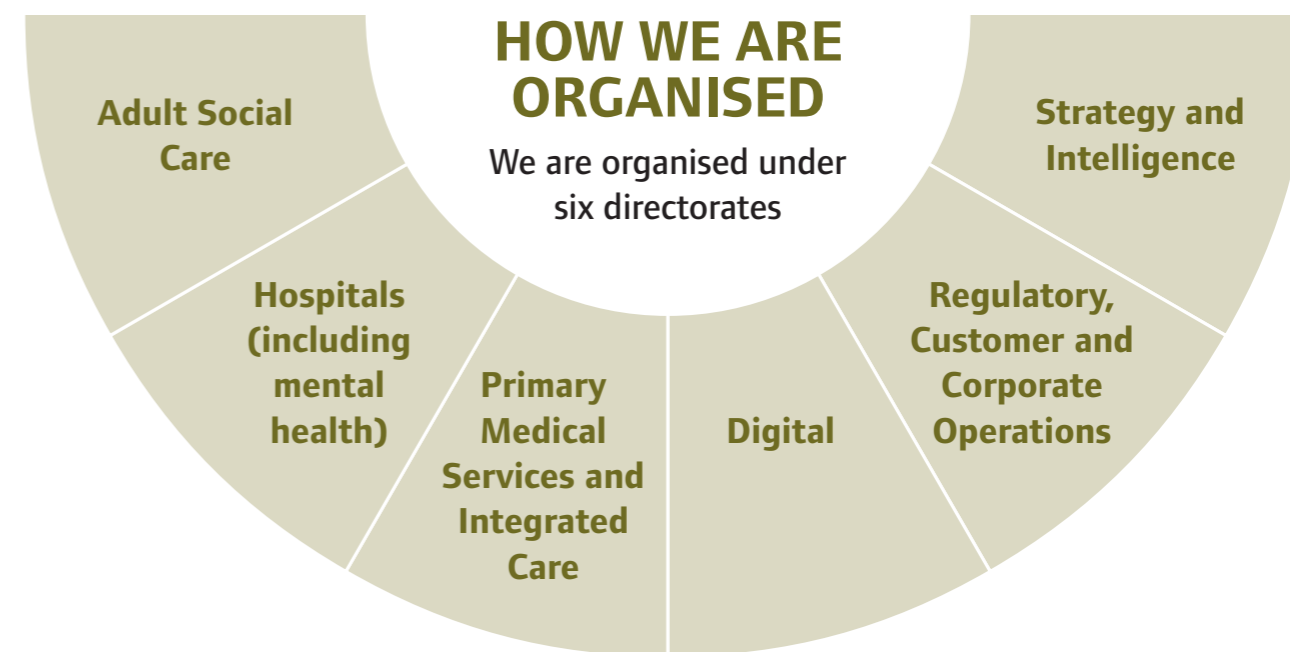 HOW WE ARE
ORGANISED
We are organised under
six directorates
Adult Social
Care
Hospitals
(including
mental
health)
Primary
Medical
Services and
Integrated
Care
Digital
Regulatory,
Customer and
Corporate
Operations
Strategy and
Intelligence